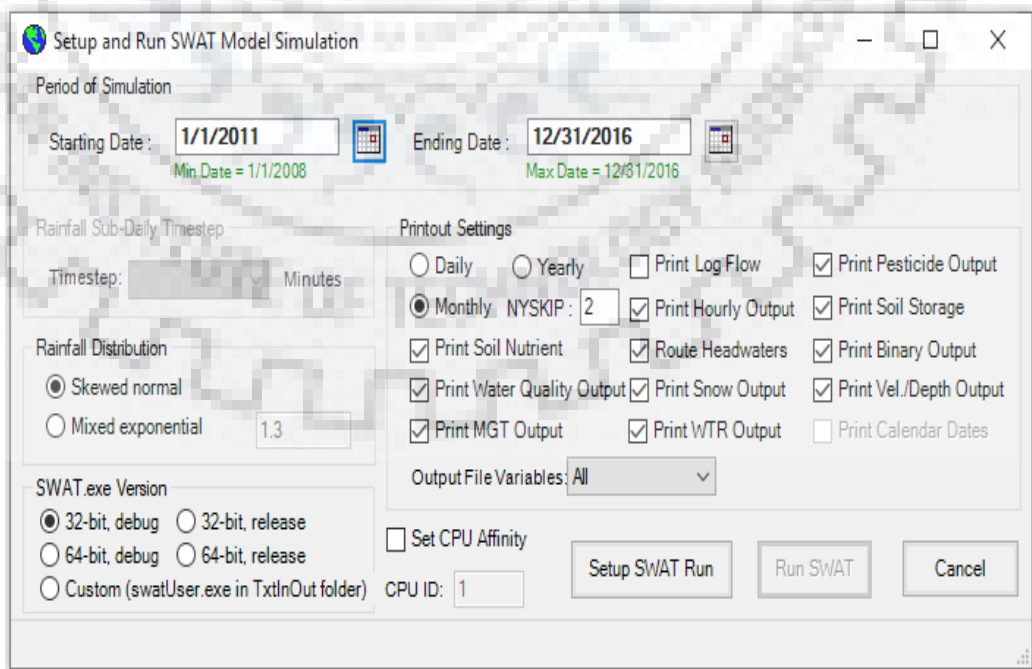 Setup and Run SWAT Model Simulation
Period of Simulation
Starting Date : 1/1/2011 Ending Date : 12/31/2016
Min Date = 1/1/2008 Max Date = 12/31/2016
Rainfall Sub-Daily Timestep
Timestep: Minutes
Rainfall Distribution
Skewed normal
Mixed exponential 1.3
SWAT.exe Version
32-bit, debug 32-bit, release
64-bit, debug 64-bit, release
Custom (swatUser.exe in TxtInOut folder)
Printout Settings
Daily Yearly Print Log Flow Print Pesticide Output
Monthly NYSKIP : 2 Print Hourly Output Print Soil Storage
Print Soil Nutrient Route Headwaters Print Binary Output
Print Water Quality Output Print Snow Output Print Vel./Depth Output
Print MGT Output Print WTR Output Print Calendar Dates
Output File Variables: All
Set CPU Affinity
CPU ID: 1
Setup SWAT Run Run SWAT Cancel